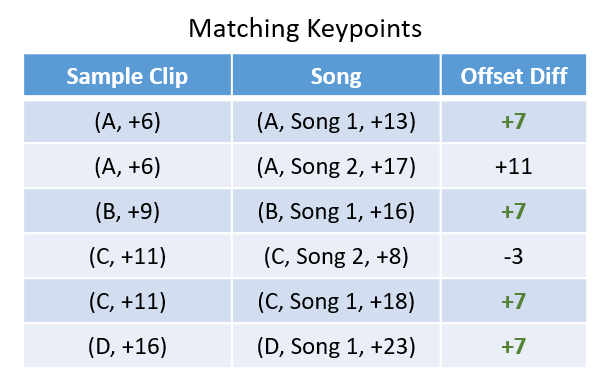 Matching Keypoints
Sample Clip Song Offset Diff
(A, +6) (A, Song 1, +13) +7
(A, +6) (A, Song 2, +17) +11
(B, +9) (B, Song 1, +16) +7
(C, +11) (C, Song 2, +8) -3
(C, +11) (C, Song 1, +18) +7
(D, +16) (D, Song 1, +23) +7